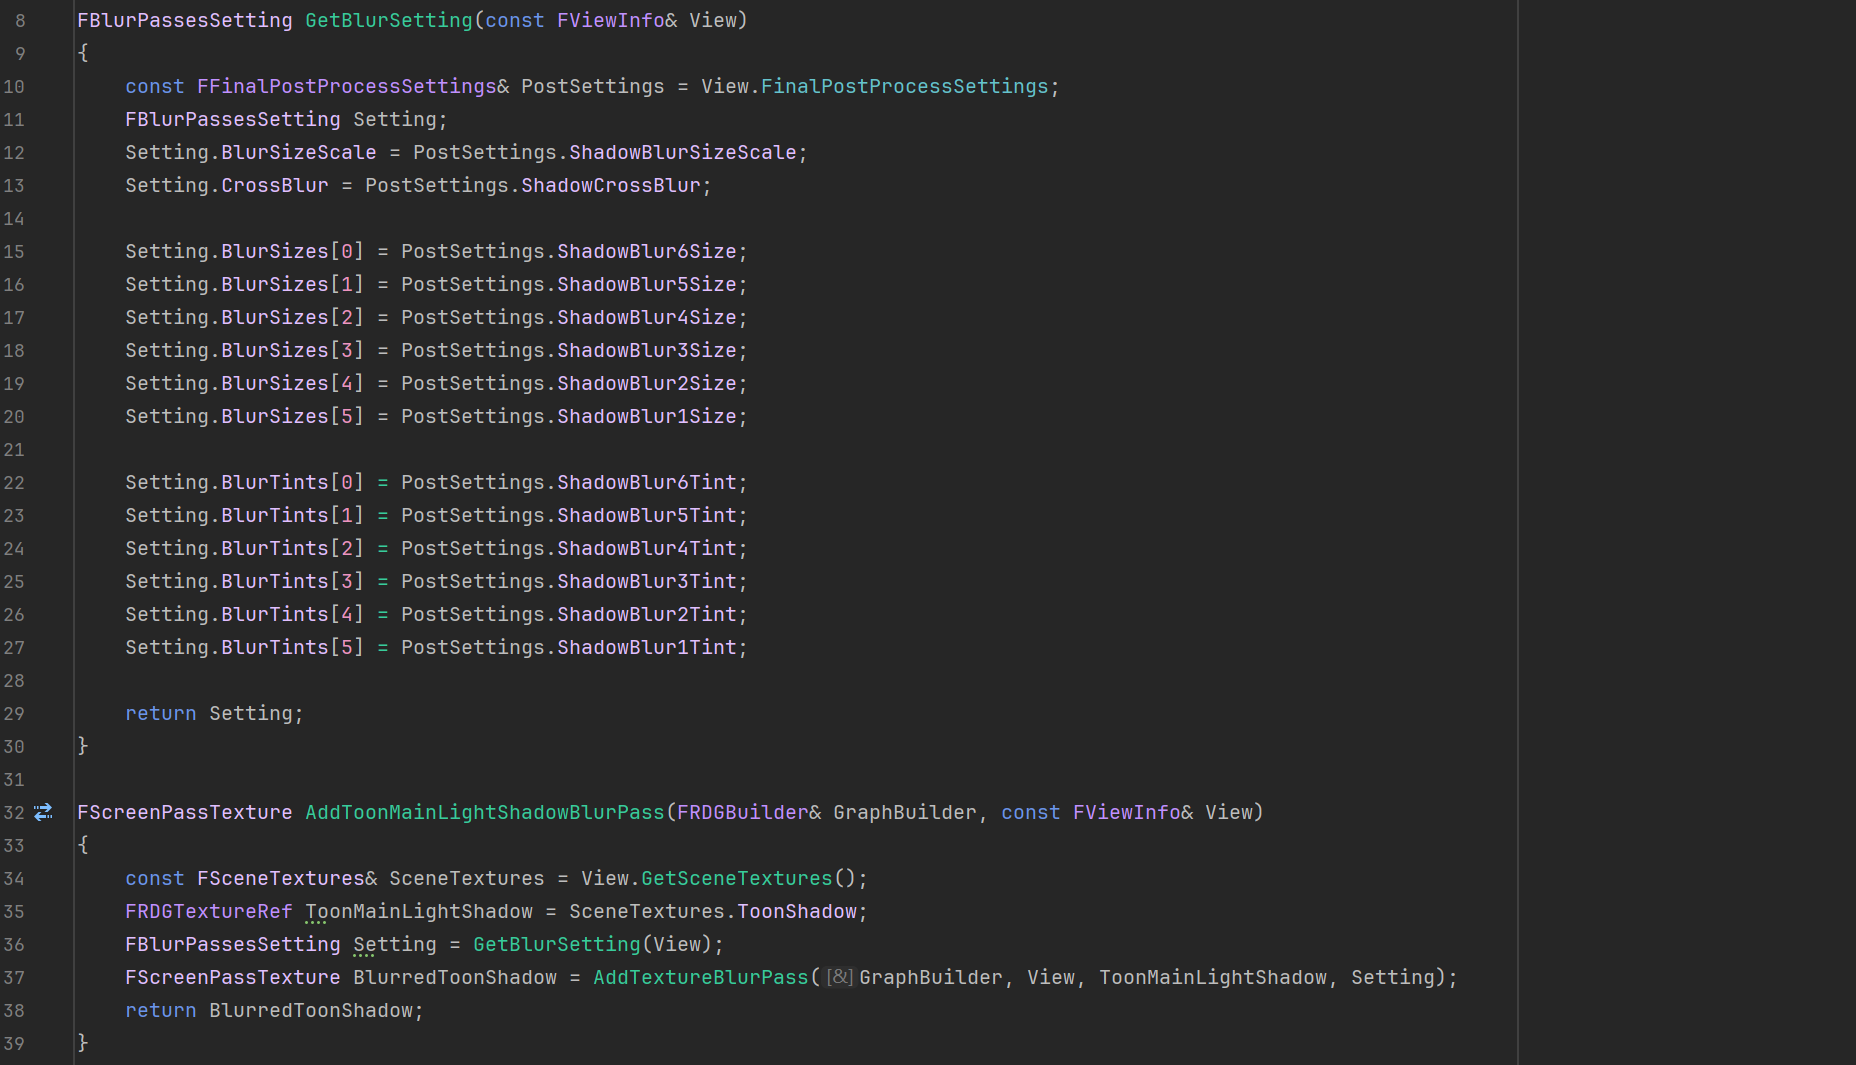 8 FBlurPassesSetting GetBlurSetting(const FViewInfo& View)
9 {
10     const FFinalPostProcessSettings& PostSettings = View.FinalPostProcessSettings;
11     FBlurPassesSetting Setting;
12     Setting.BlurSizeScale = PostSettings.ShadowBlurSizeScale;
13     Setting.CrossBlur = PostSettings.ShadowCrossBlur;
14
15     Setting.BlurSizes[0] = PostSettings.ShadowBlur6Size;
16     Setting.BlurSizes[1] = PostSettings.ShadowBlur5Size;
17     Setting.BlurSizes[2] = PostSettings.ShadowBlur4Size;
18     Setting.BlurSizes[3] = PostSettings.ShadowBlur3Size;
19     Setting.BlurSizes[4] = PostSettings.ShadowBlur2Size;
20     Setting.BlurSizes[5] = PostSettings.ShadowBlur1Size;
21
22     Setting.BlurTints[0] = PostSettings.ShadowBlur6Tint;
23     Setting.BlurTints[1] = PostSettings.ShadowBlur5Tint;
24     Setting.BlurTints[2] = PostSettings.ShadowBlur4Tint;
25     Setting.BlurTints[3] = PostSettings.ShadowBlur3Tint;
26     Setting.BlurTints[4] = PostSettings.ShadowBlur2Tint;
27     Setting.BlurTints[5] = PostSettings.ShadowBlur1Tint;
28
29     return Setting;
30 }
31
32 FScreenPassTexture AddToonMainLightShadowBlurPass(FRDGBuilder& GraphBuilder, const FViewInfo& View)
33 {
34     const FSceneTextures& SceneTextures = View.GetSceneTextures();
35     FRDGTextureRef ToonMainLightShadow = SceneTextures.ToonShadow;
36     FBlurPassesSetting Setting = GetBlurSetting(View);
37     FScreenPassTexture BlurredToonShadow = AddTextureBlurPass([&]GraphBuilder, View, ToonMainLightShadow, Setting);
38     return BlurredToonShadow;
39 }